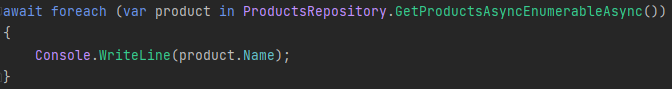 await foreach (var product in ProductsRepository.GetProductsAsyncEnumerableAsync())
{
    Console.WriteLine(product.Name);
}